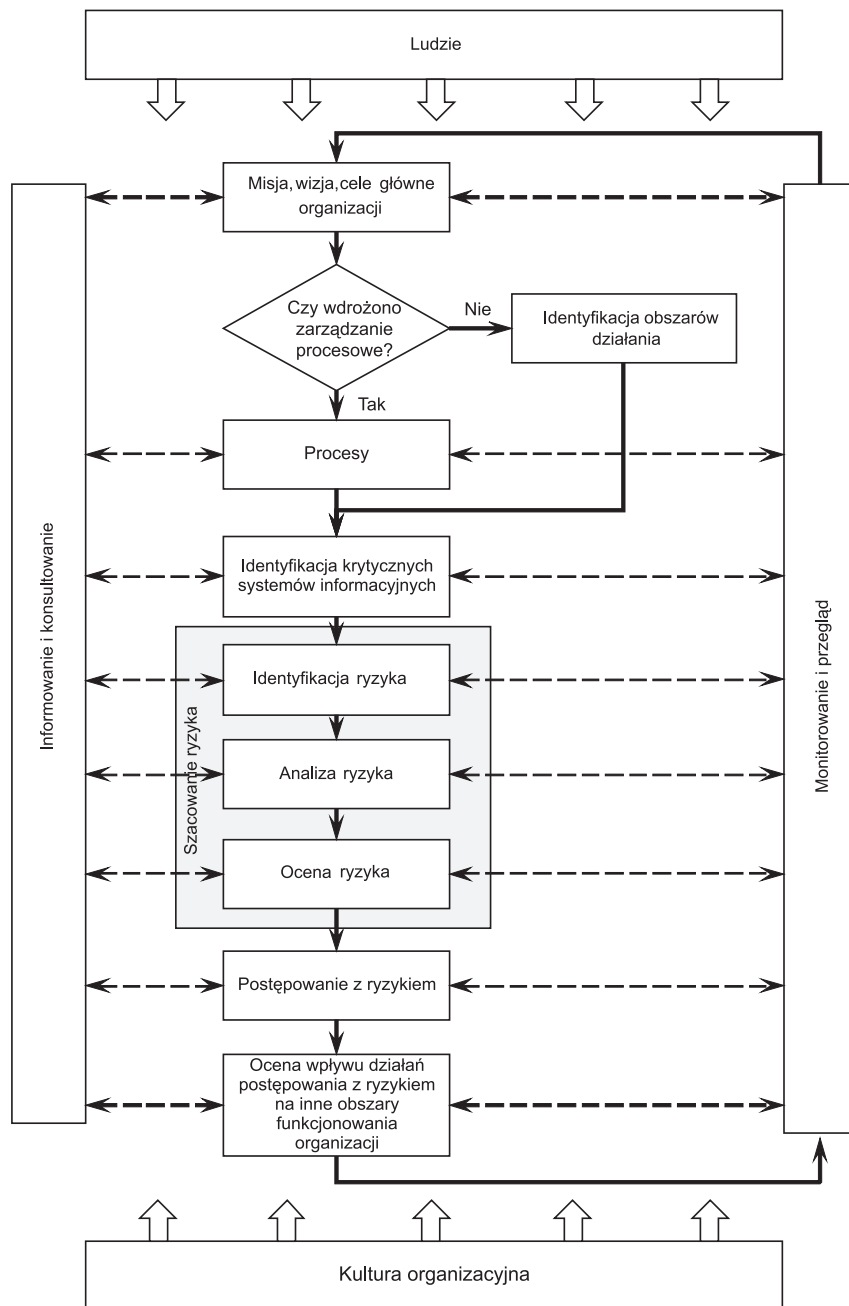 Ludzie
Misja, wizja, cele główne
organizacji
Czy wdrożono
zarządzanie
procesowe?
Nie
Identyfikacja obszarów
działania
Tak
Procesy
Identyfikacja krytycznych
systemów informacyjnych
Szacowanie ryzyka
Identyfikacja ryzyka
Analiza ryzyka
Ocena ryzyka
Postępowanie z ryzykiem
Ocena wpływu działań
postępowania z ryzykiem
na inne obszary
funkcjonowania
organizacji
Informowanie i konsultowanie
Monitorowanie i przegląd
Kultura organizacyjna